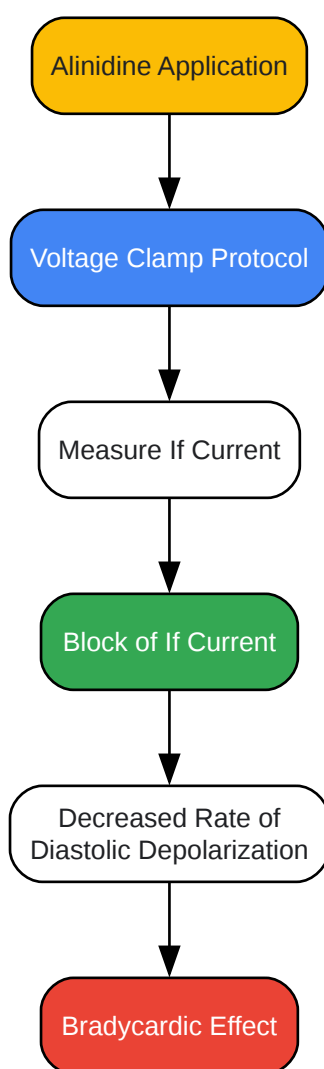 Alinidine Application
Voltage Clamp Protocol
Measure If Current
Block of If Current
Decreased Rate of
Diastolic Depolarization
Bradycardic Effect